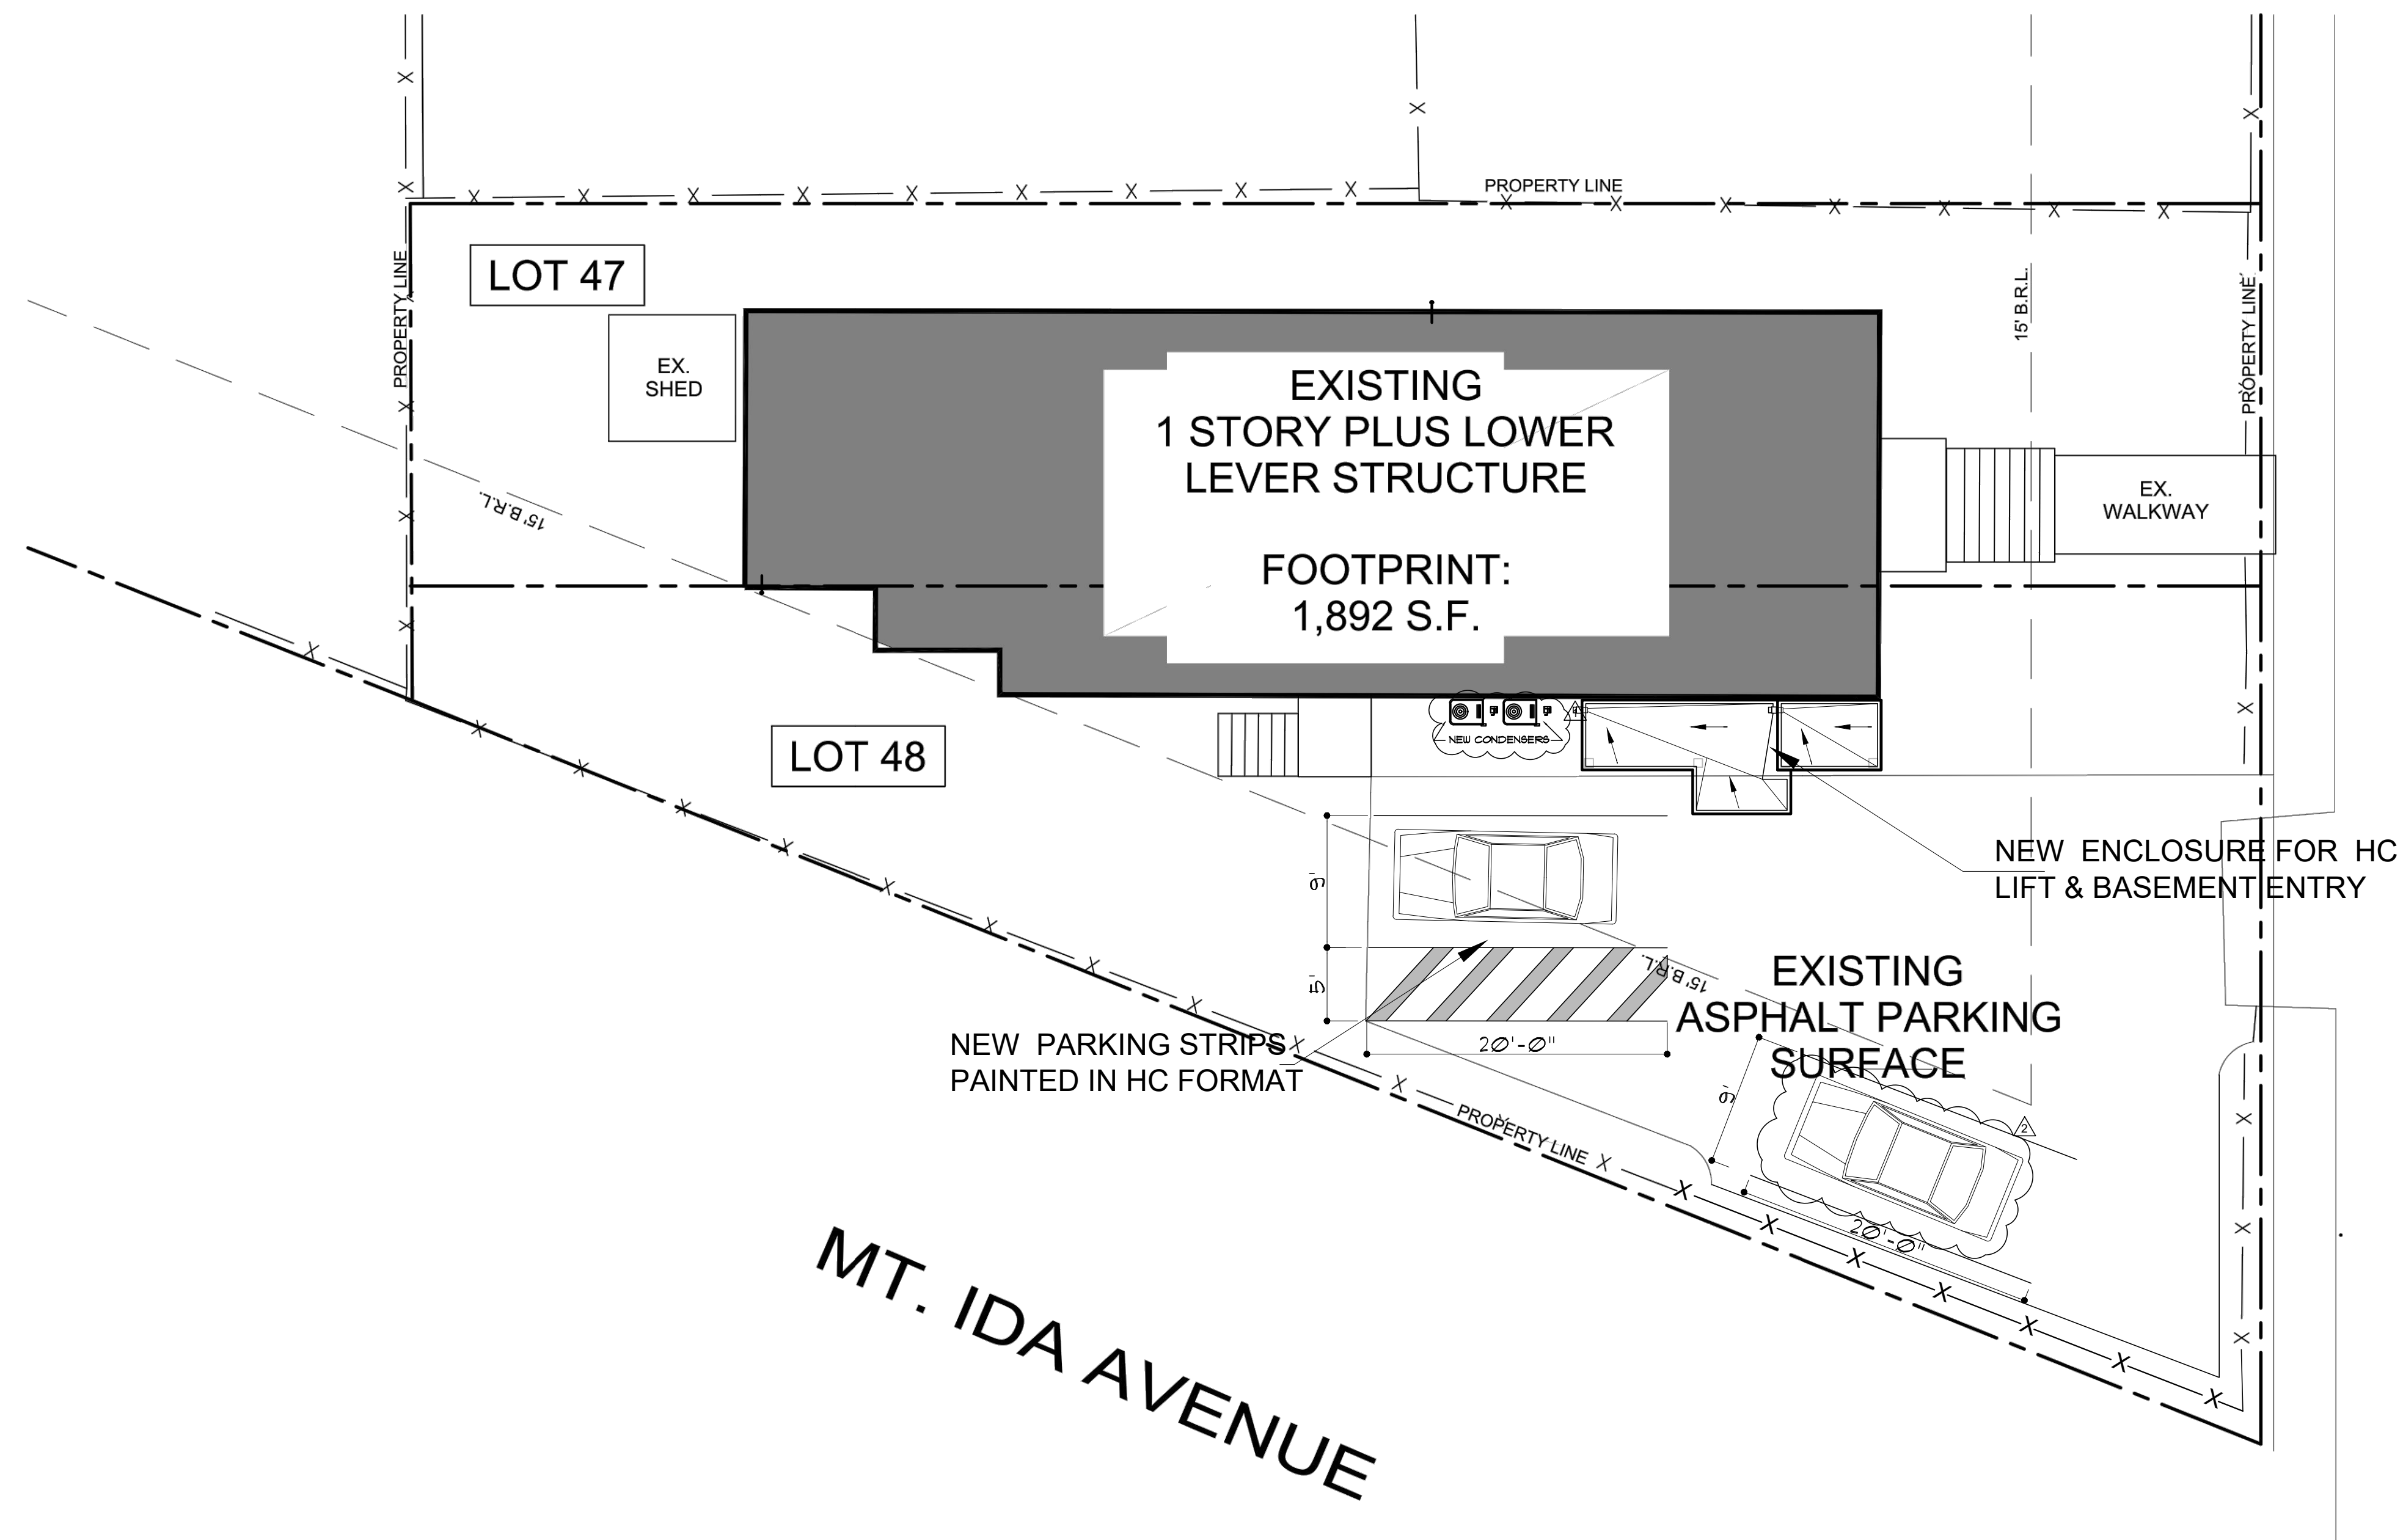 PROPERTY LINE
LOT 47
PROPERTY LINE
15' B.R.L.
PROPERTY LINE
EX.
SHED
EXISTING
1 STORY PLUS LOWER
LEVER STRUCTURE
FOOTPRINT:
1,892 S.F.
EX.
WALKWAY
15' B.R.L.
LOT 48
NEW CONDENSERS
NEW ENCLOSURE FOR HC
LIFT & BASEMENT ENTRY
9'
5'
15' B.R.L.
EXISTING
ASPHALT PARKING
SURFACE
NEW PARKING STRIPS
PAINTED IN HC FORMAT
20'-0"
9'
2
PROPERTY LINE
20'-0"
MT. IDA AVENUE